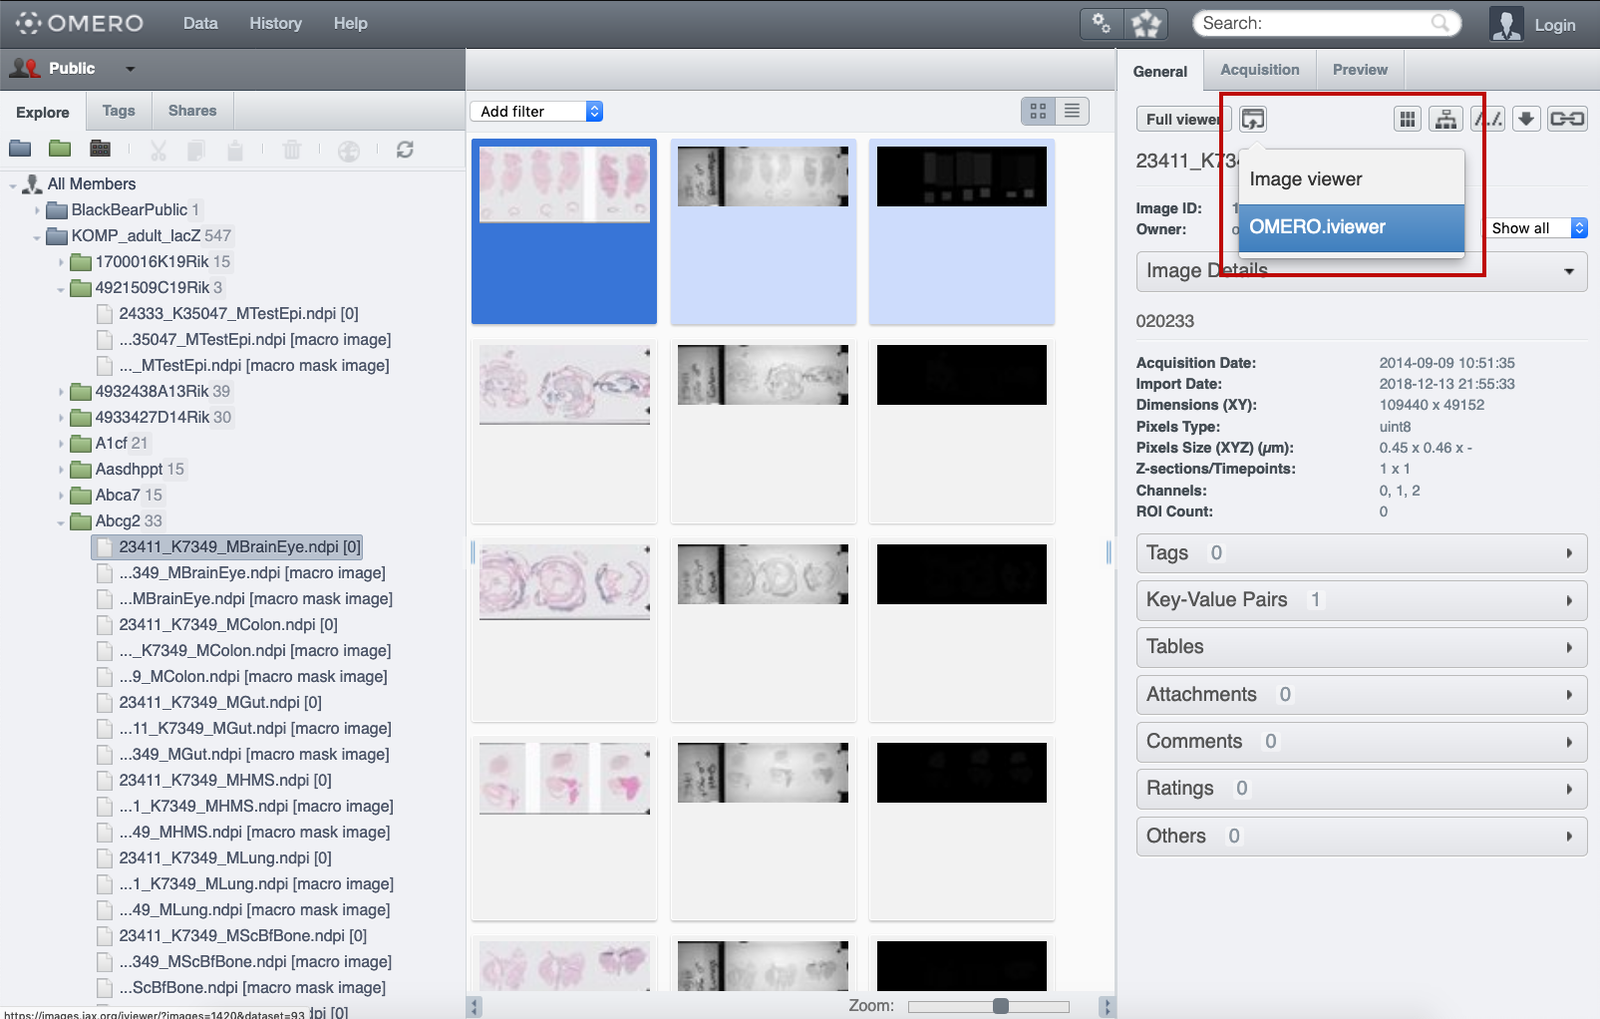 OMERO Data History Help Search: Login
Public
General Acquisition Preview
Explore Tags Shares
Add filter
Full viewer
23411_K73
Image viewer
OMERO.iviewer
Image ID: 1
Owner: o
Show all
Image Details
020233
Acquisition Date: 2014-09-09 10:51:35
Import Date: 2018-12-13 21:55:33
Dimensions (XY): 109440 x 49152
Pixels Type: uint8
Pixels Size (XYZ) (µm): 0.45 x 0.46 x -
Z-sections/Timepoints: 1 x 1
Channels: 0, 1, 2
ROI Count: 0
Tags 0
Key-Value Pairs 1
Tables
Attachments 0
Comments 0
Ratings 0
Others 0
All Members
BlackBearPublic 1
KOMP_adult_lacZ 547
1700016K19Rik 15
4921509C19Rik 3
24333_K35047_MTestEpi.ndpi [0]
...35047_MTestEpi.ndpi [macro image]
..._MTestEpi.ndpi [macro mask image]
4932438A13Rik 39
4933427D14Rik 30
A1cf 21
Aasdhppt 15
Abca7 15
Abcg2 33
23411_K7349_MBrainEye.ndpi [0]
...349_MBrainEye.ndpi [macro image]
...MBrainEye.ndpi [macro mask image]
23411_K7349_MColon.ndpi [0]
..._K7349_MColon.ndpi [macro image]
...9_MColon.ndpi [macro mask image]
23411_K7349_MGut.ndpi [0]
...11_K7349_MGut.ndpi [macro image]
...349_MGut.ndpi [macro mask image]
23411_K7349_MHMS.ndpi [0]
...1_K7349_MHMS.ndpi [macro image]
...49_MHMS.ndpi [macro mask image]
23411_K7349_MLung.ndpi [0]
...1_K7349_MLung.ndpi [macro image]
...49_MLung.ndpi [macro mask image]
23411_K7349_MScBfBone.ndpi [0]
...349_MScBfBone.ndpi [macro image]
...ScBfBone.ndpi [macro mask image]
https://images.jax.org/iviewer/?images=1420&dataset=93 dpi [0]
Zoom: